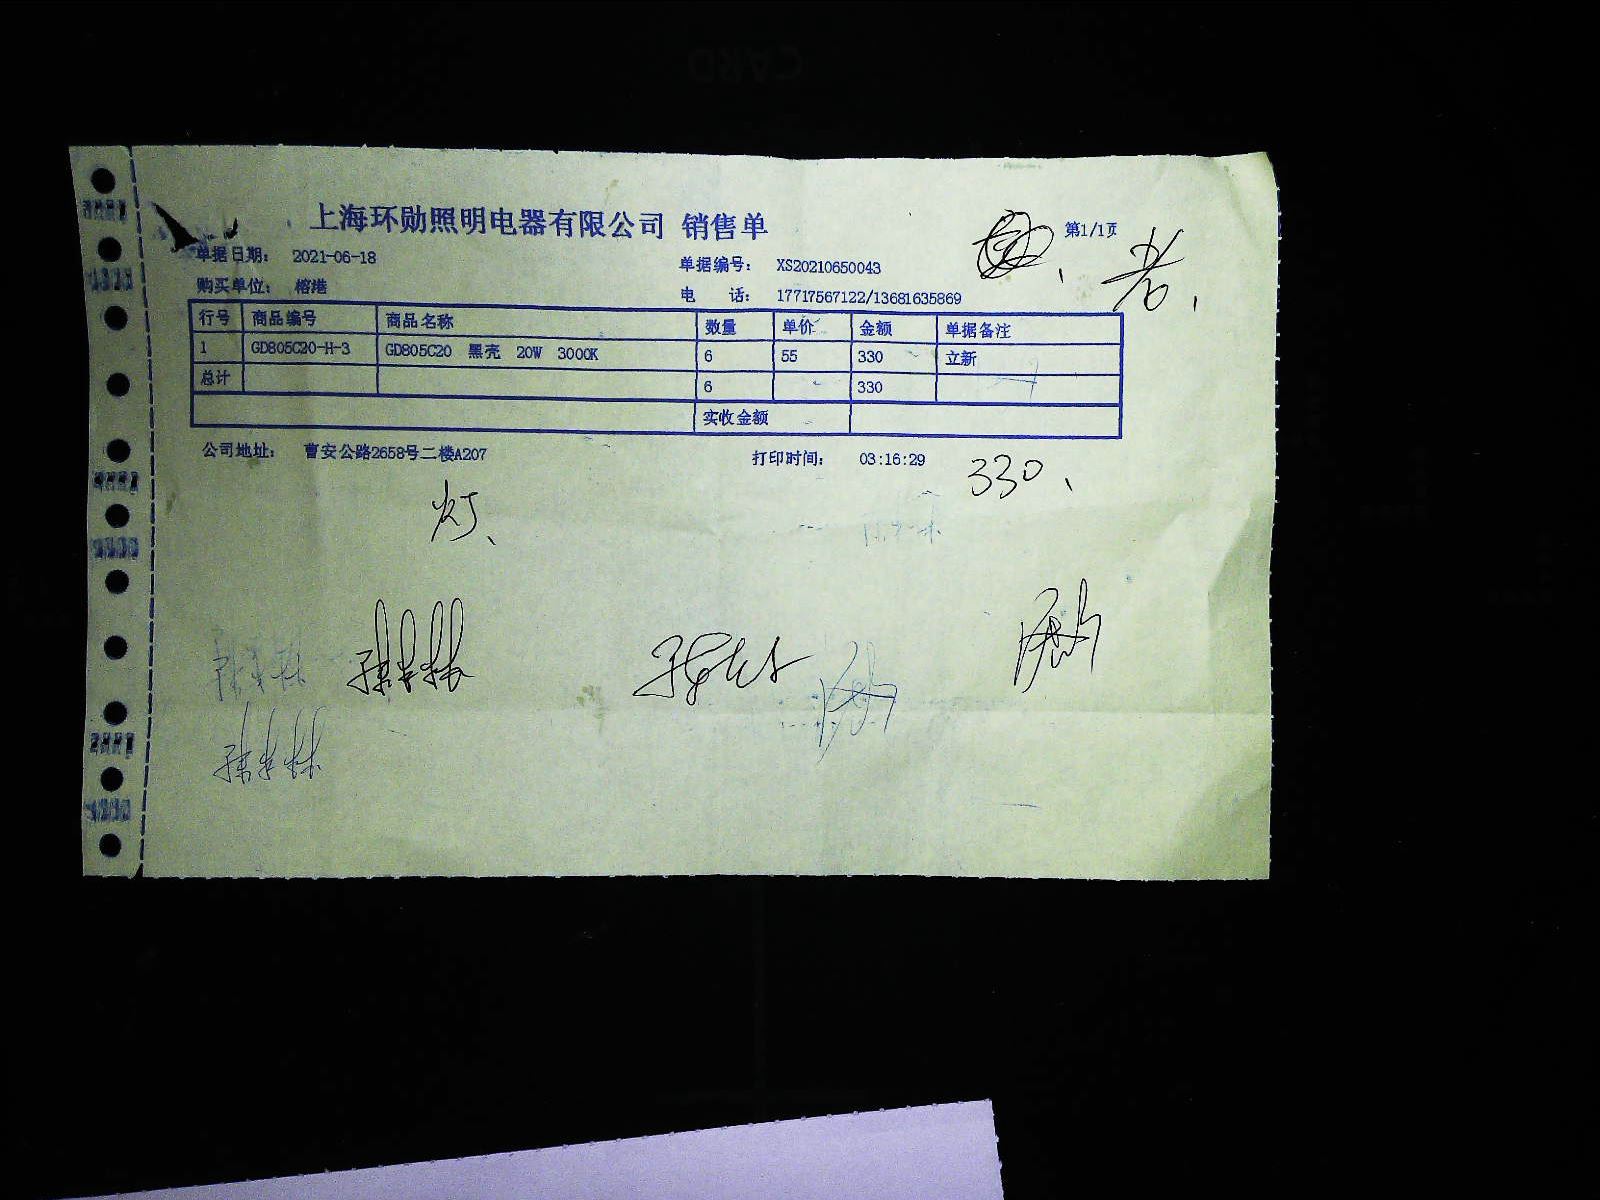 上海环勋照明电器有限公司 销售单
第1/1页
老、
单据日期: 2021-06-18 单据编号: XS20210650043
购买单位: 榕港 电 话: 17717567122/13681635869
行号 商品编号 商品名称 数量 单价 金额 单据备注
1 GD805C20-H-3 GD805C20 黑壳 20W 3000K 6 55 330 立新
总计 6 330
实收金额
公司地址: 曹安公路2658号二楼A207 打印时间: 03:16:29
330、
灯、